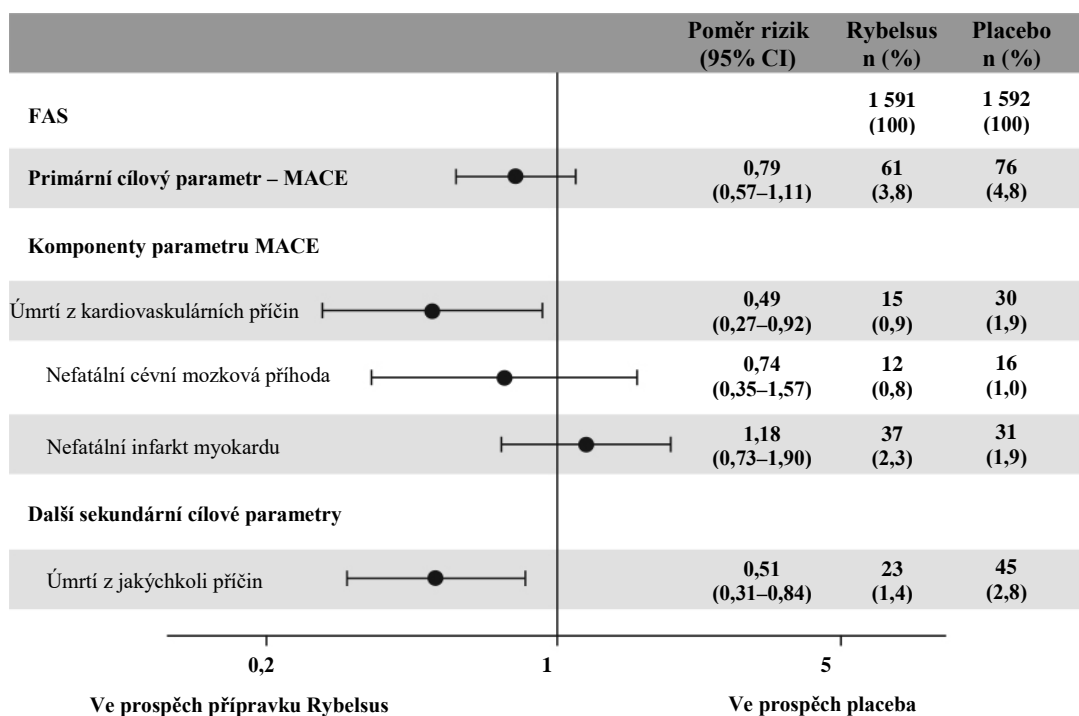 Poměr rizik Rybelsus Placebo
(95% CI) n (%) n (%)
FAS 1 591 1 592
(100) (100)
Primární cílový parametr – MACE 0,79 61 76
(0,57–1,11) (3,8) (4,8)
Komponenty parametru MACE
Úmrtí z kardiovaskulárních příčin 0,49 15 30
(0,27–0,92) (0,9) (1,9)
Nefatální cévní mozková příhoda 0,74 12 16
(0,35–1,57) (0,8) (1,0)
Nefatální infarkt myokardu 1,18 37 31
(0,73–1,90) (2,3) (1,9)
Další sekundární cílové parametry
Úmrtí z jakýchkoli příčin 0,51 23 45
(0,31–0,84) (1,4) (2,8)
0,2 1 5
Ve prospěch přípravku Rybelsus Ve prospěch placeba